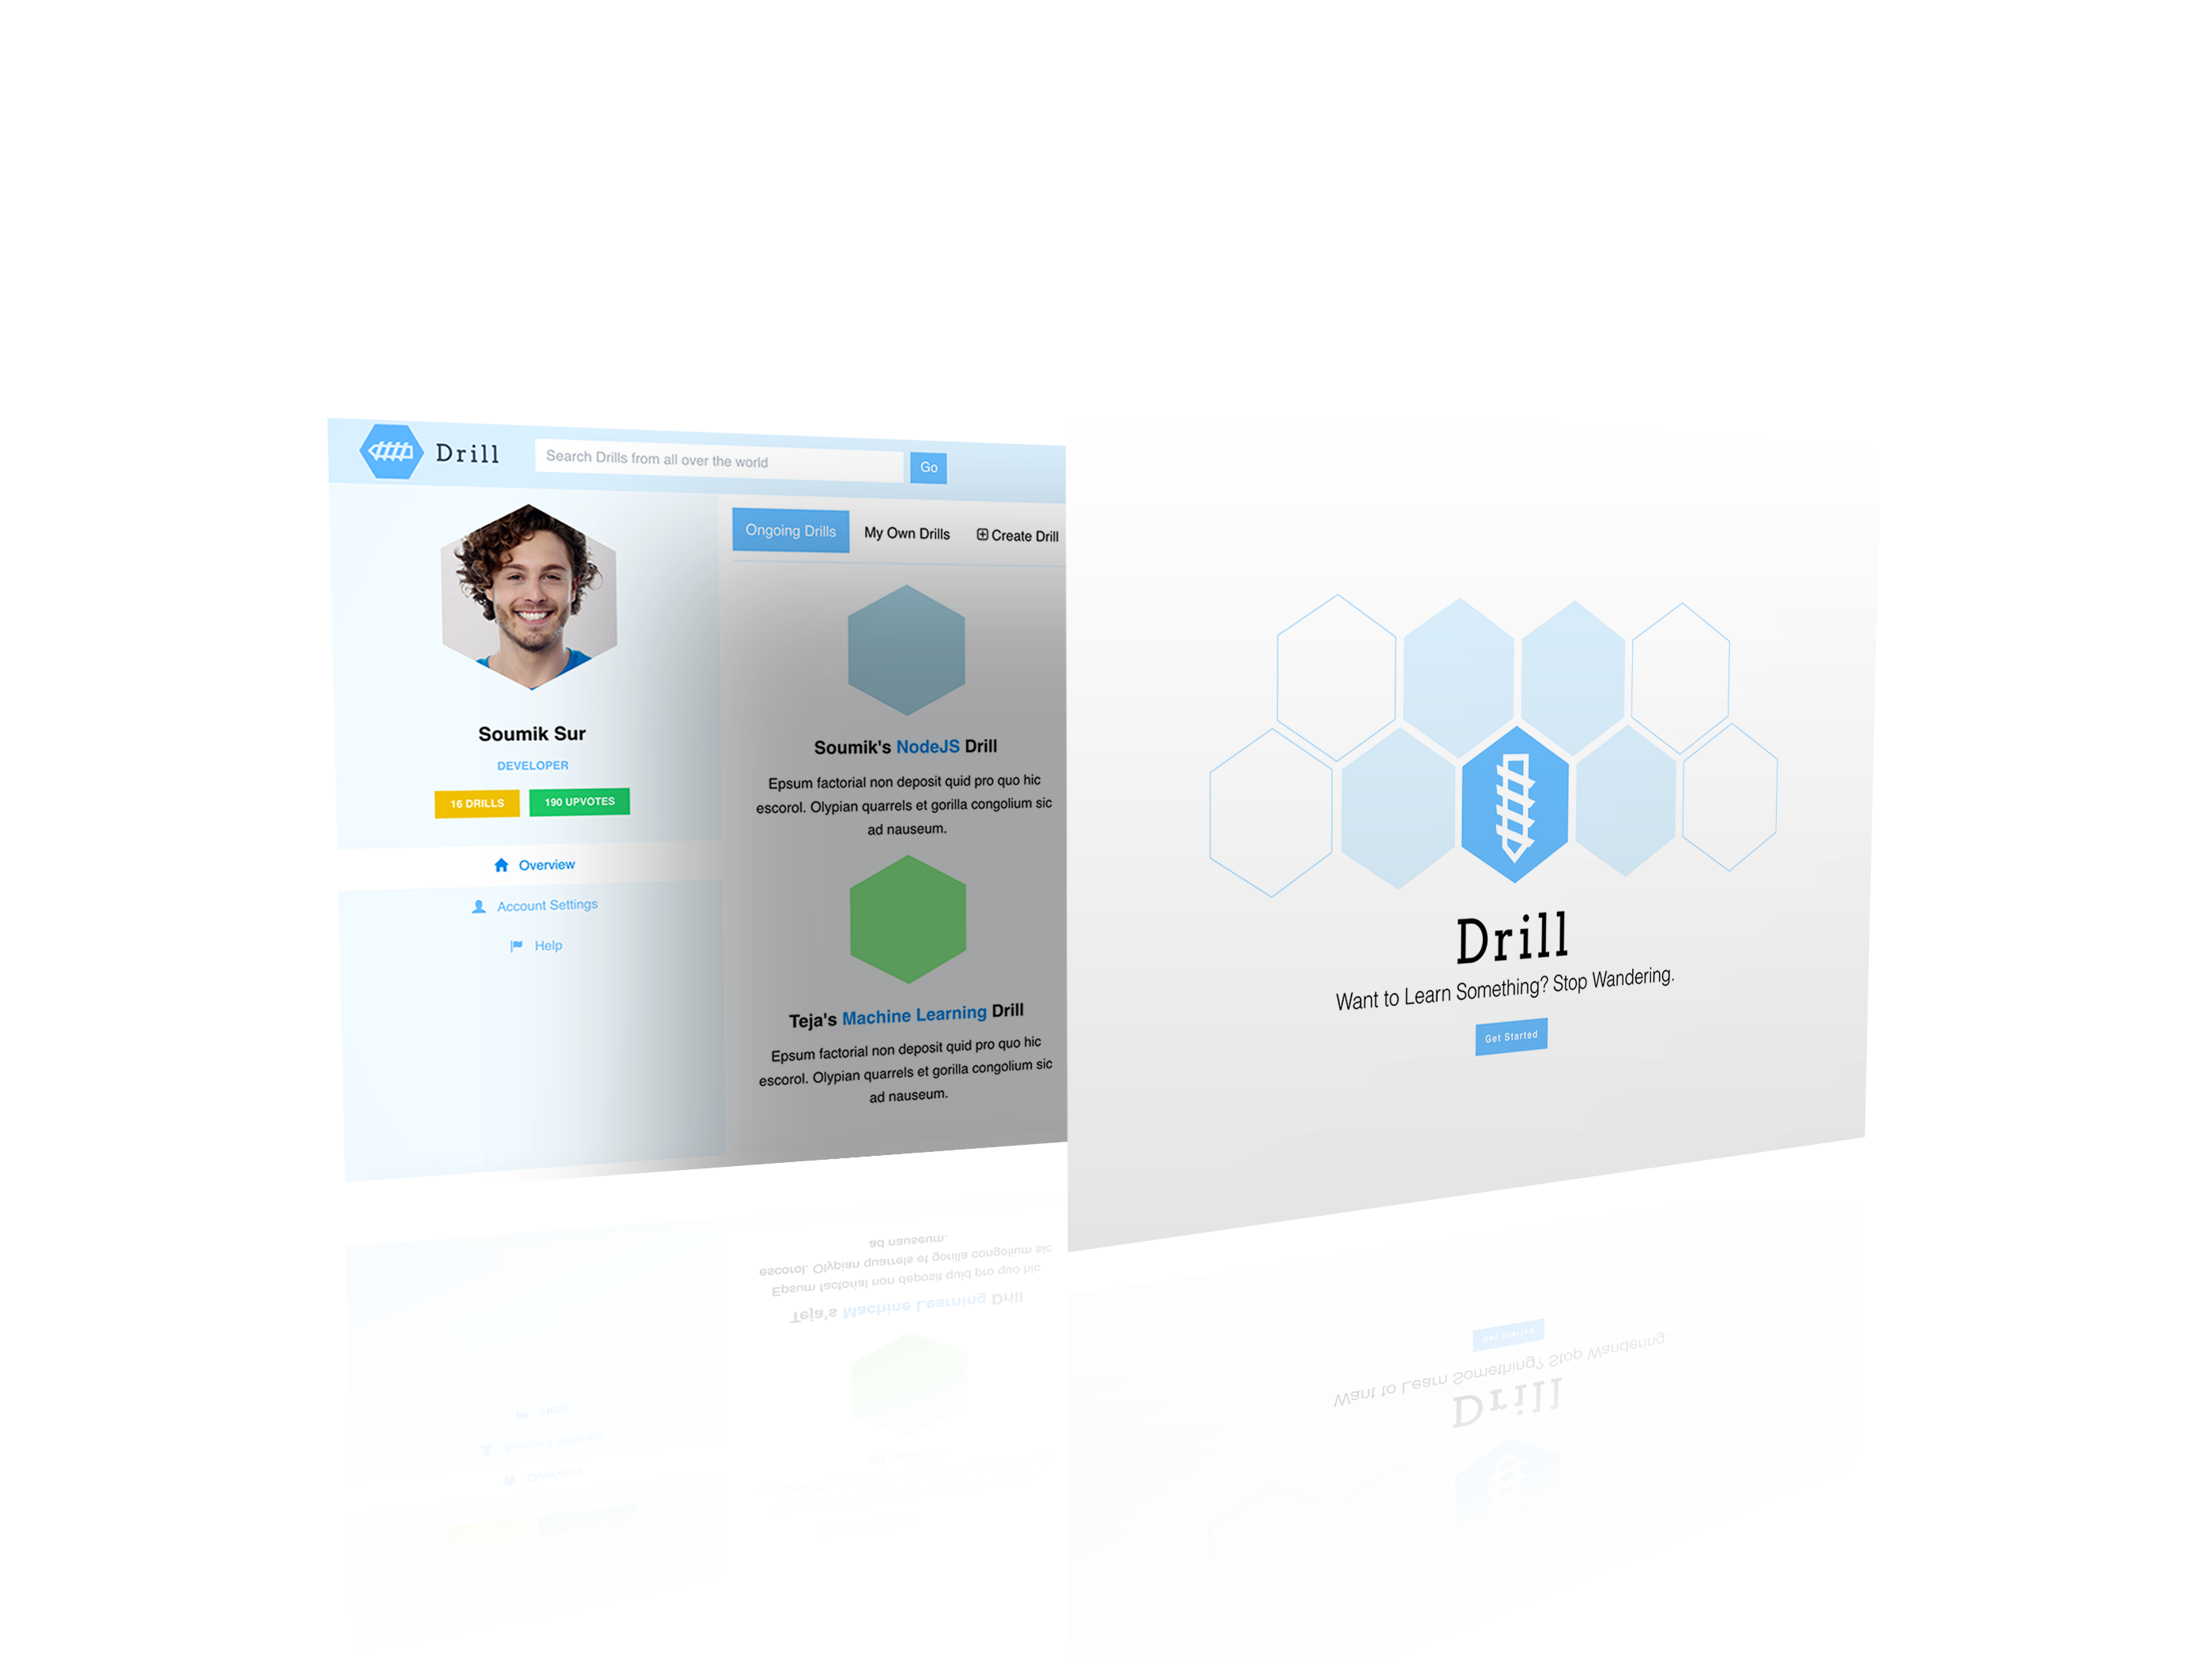 Drill
Search Drills from all over the world
Go
Soumik Sur
DEVELOPER
16 DRILLS
190 UPVOTES
Overview
Account Settings
Help
Ongoing Drills
My Own Drills
Create Drill
Soumik's NodeJS Drill
Epsum factorial non deposit quid pro quo hic
escorol. Olypian quarrels et gorilla congolium sic
ad nauseum.
Teja's Machine Learning Drill
Epsum factorial non deposit quid pro quo hic
escorol. Olypian quarrels et gorilla congolium sic
ad nauseum.
Drill
Want to Learn Something? Stop Wandering.
Get Started